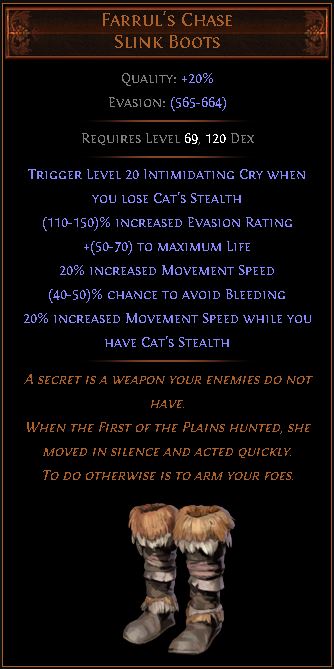 Farrul's Chase
Slink Boots
Quality: +20%
Evasion: (565-664)
Requires Level 69, 120 Dex
Trigger Level 20 Intimidating Cry when
you lose Cat's Stealth
(110-150)% increased Evasion Rating
+(50-70) to maximum Life
20% increased Movement Speed
(40-50)% chance to avoid Bleeding
20% increased Movement Speed while you
have Cat's Stealth
A secret is a weapon your enemies do not
have.
When the First of the Plains hunted, she
moved in silence and acted quickly.
To do otherwise is to arm your foes.